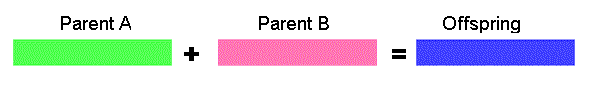 Parent A Parent B Offspring
+ =